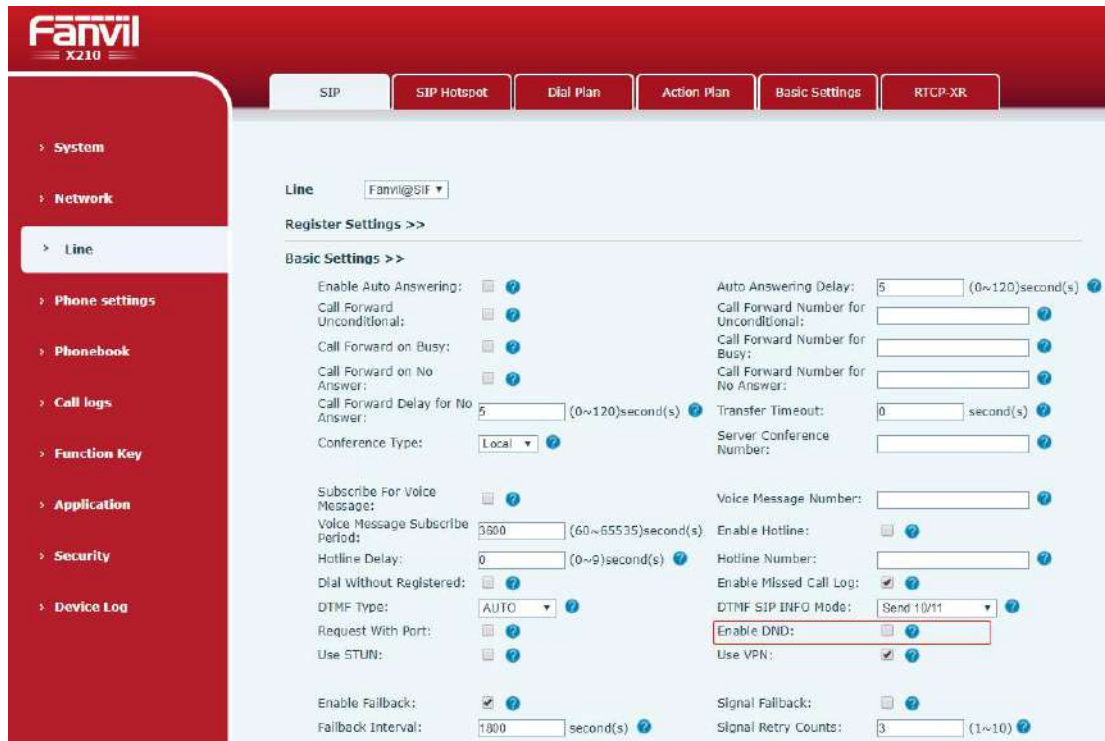 Fanvil
X210
SIP SIP Hotspot Dial Plan Action Plan Basic Settings RTCP-XR
› System
› Network
› Line
› Phone settings
› Phonebook
› Call logs
› Function Key
› Application
› Security
› Device Log
Line Fanvil@SIF
Register Settings >>
Basic Settings >>
Enable Auto Answering: Auto Answering Delay: 5 (0~120)second(s)
Call Forward Unconditional: Call Forward Number for Unconditional:
Call Forward on Busy: Call Forward Number for Busy:
Call Forward on No Answer: Call Forward Number for No Answer:
Call Forward Delay for No Answer: 5 (0~120)second(s) Transfer Timeout: 0 second(s)
Conference Type: Local Server Conference Number:
Subscribe For Voice Message: Voice Message Number:
Voice Message Subscribe Period: 3600 (60~65535)second(s) Enable Hotline:
Hotline Delay: 0 (0~9)second(s) Hotline Number:
Dial Without Registered: Enable Missed Call Log:
DTMF Type: AUTO DTMF SIP INFO Mode: Send 10/11
Request With Port: Enable DND:
Use STUN: Use VPN:
Enable Failback: Signal Failback:
Failback Interval: 1800 second(s) Signal Retry Counts: 3 (1~10)